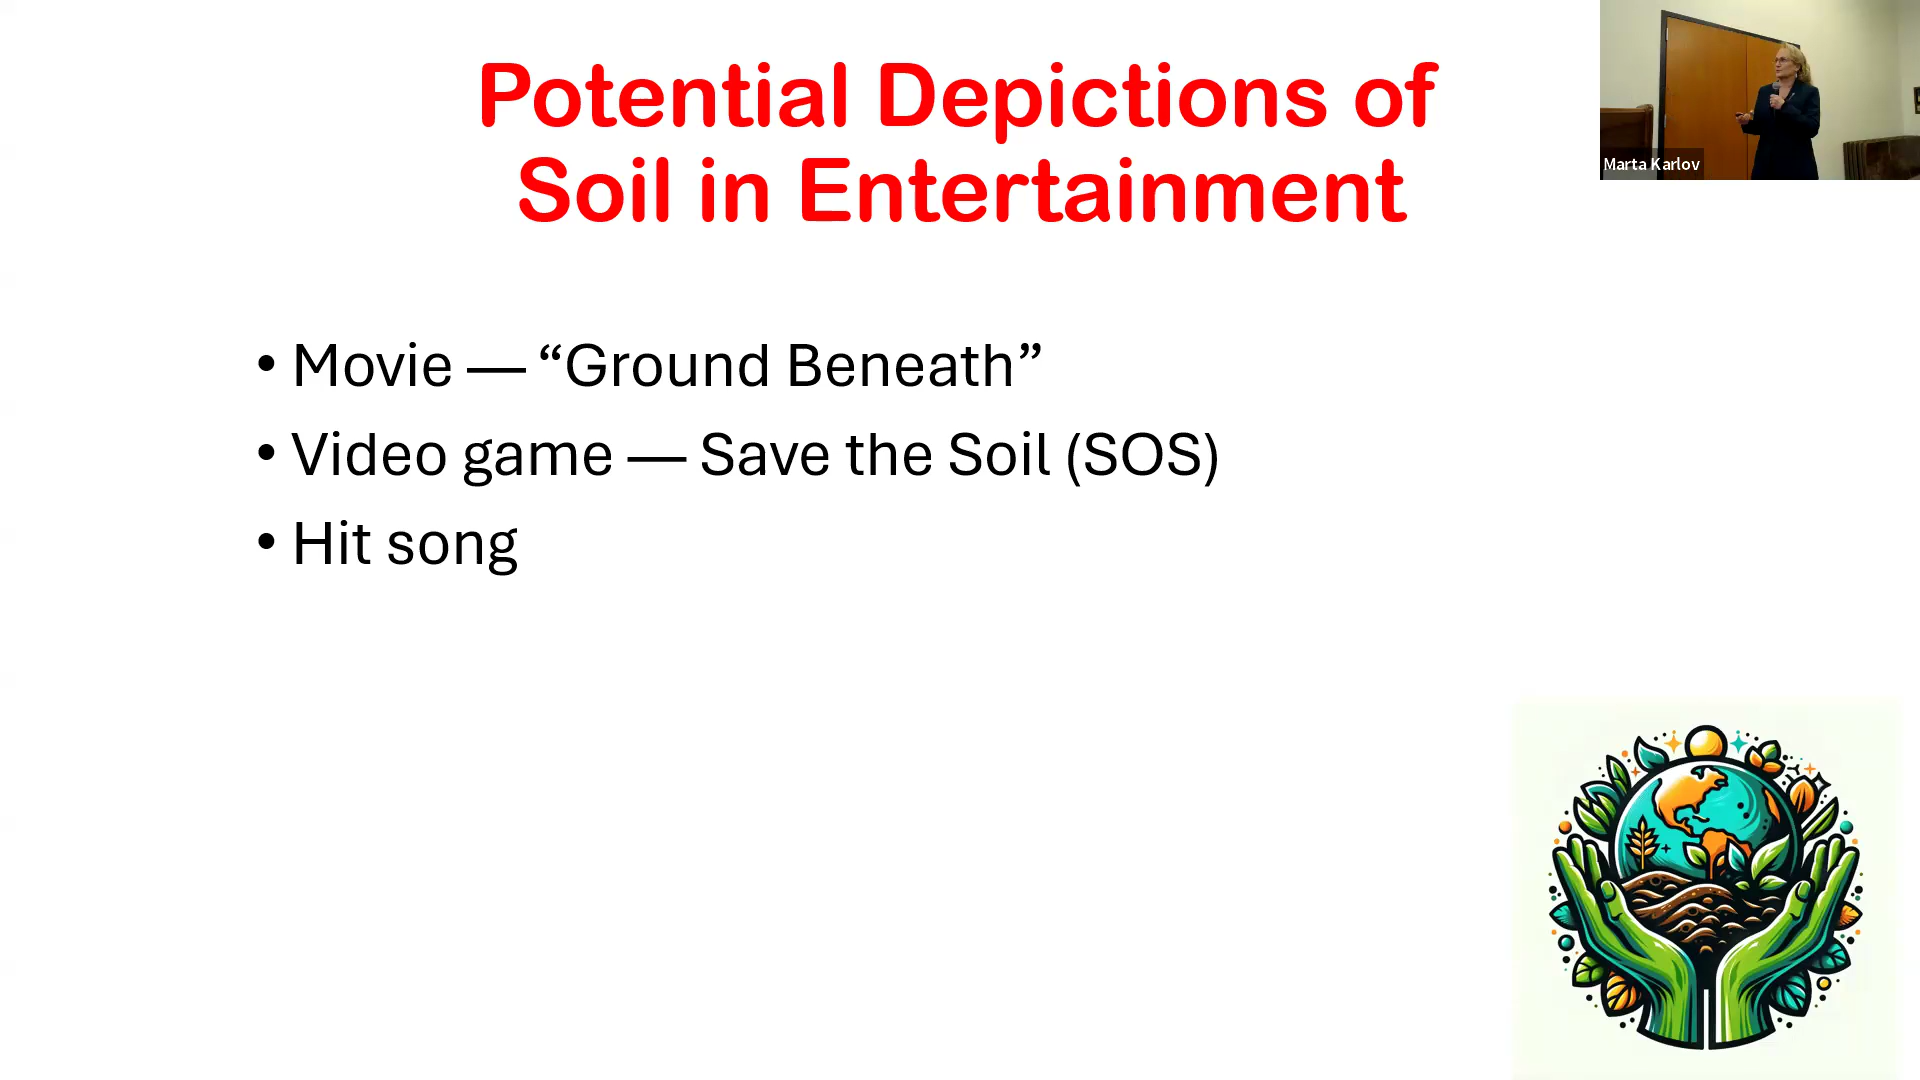 Potential Depictions of
Soil in Entertainment
Marta Karlov
• Movie — “Ground Beneath”
• Video game — Save the Soil (SOS)
• Hit song